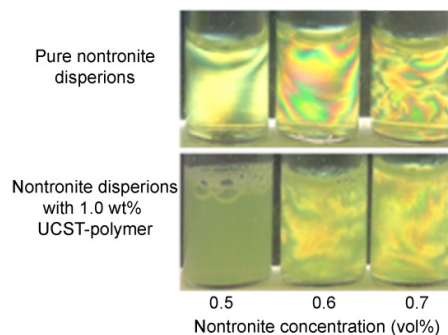 Pure nontronite
disperions
Nontronite disperions
with 1.0 wt%
UCST-polymer
0.5 0.6 0.7
Nontronite concentration (vol%)